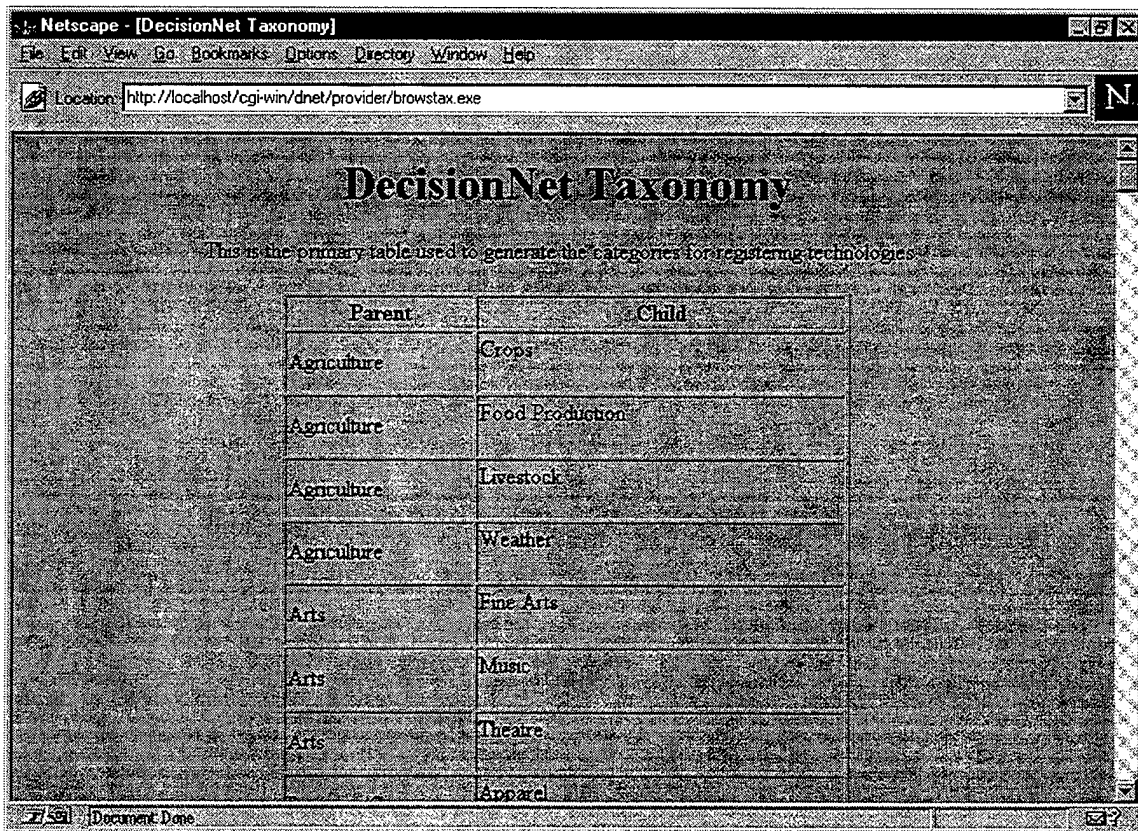 Netscape - [DecisionNet Taxonomy]
File Edit View Go Bookmarks Options Directory Window Help
Location: http://localhost/cgi-win/dnet/provider/browstax.exe
N
DecisionNet Taxonomy
This is the primary table used to generate the categories for registering technologies
Parent Child
Agriculture Crops
Agriculture Food Production
Agriculture Livestock
Agriculture Weather
Arts Fine Arts
Arts Music
Arts Theatre
Apparel
Document: Done
?